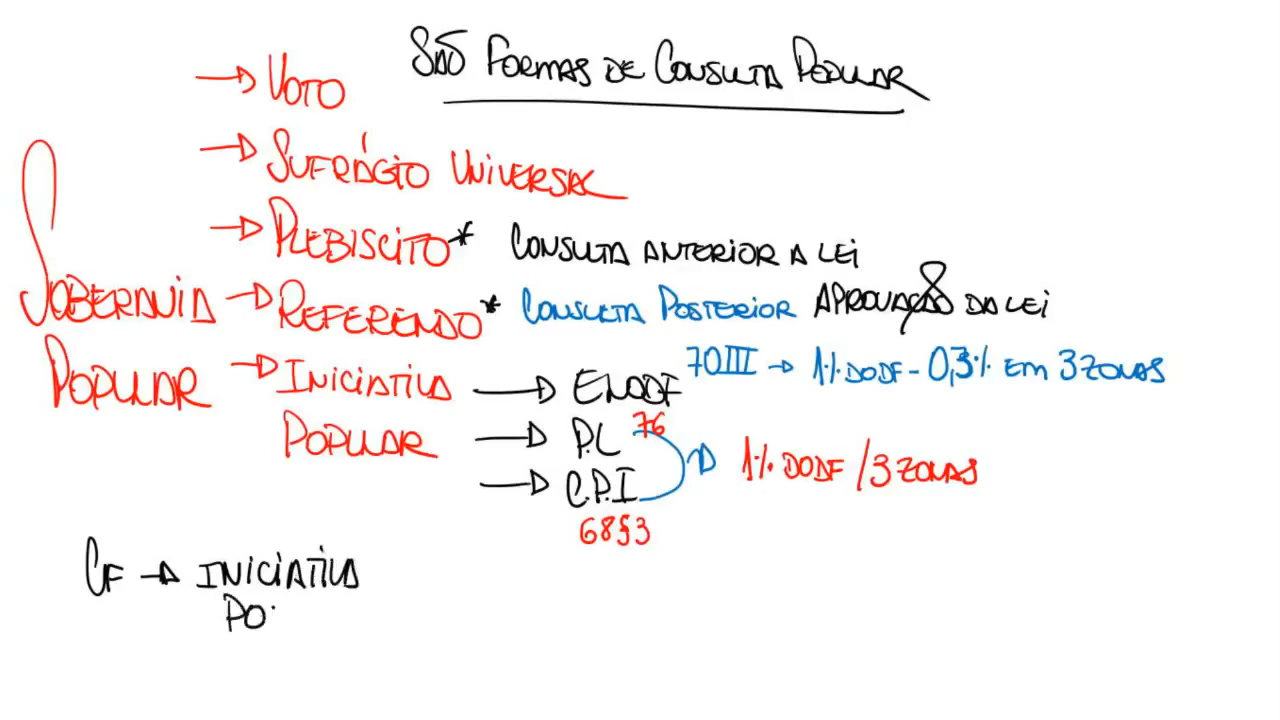 SÃO FORMAS DE CONSULTA POPULAR
→ VOTO
→ SUFRÁGIO UNIVERSAL
→ PLEBISCITO* CONSULTA ANTERIOR A LEI
SOBERANIA → REFERENDO* CONSULTA POSTERIOR APROVAÇÃO DA LEI
70III → 1% DODF - 0,3% EM 3 ZONAS
POPULAR → INICIATIVA → ELODF
POPULAR → P.L 76
→ 1% DODF / 3 ZONAS
→ C.P.I
68§3
CF → INICIATIVA
PO